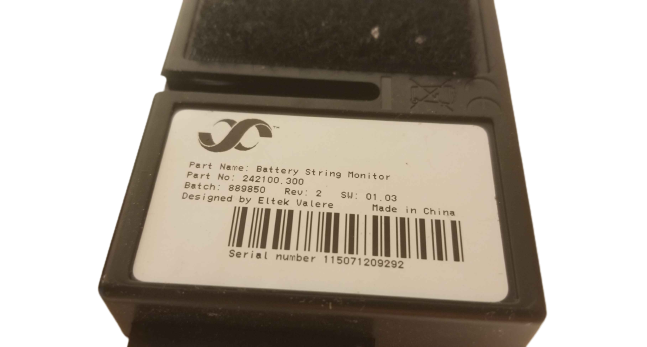 Part Name: Battery String Monitor
Part No: 242100.300
Batch: 889850 Rev: 2 SW: 01.03
Designed by Eltek Valere Made in China
Serial number 115071209292